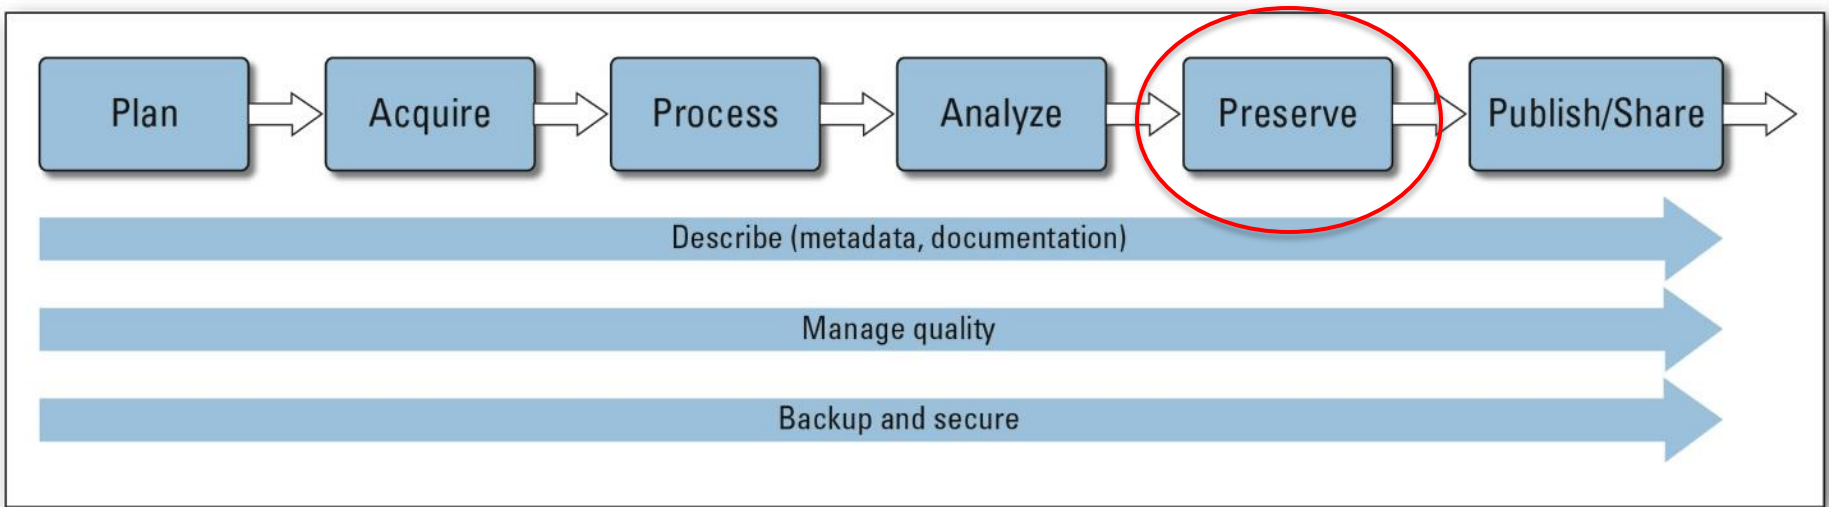 Plan
Acquire
Process
Analyze
Preserve
Publish/Share
Describe (metadata, documentation)
Manage quality
Backup and secure